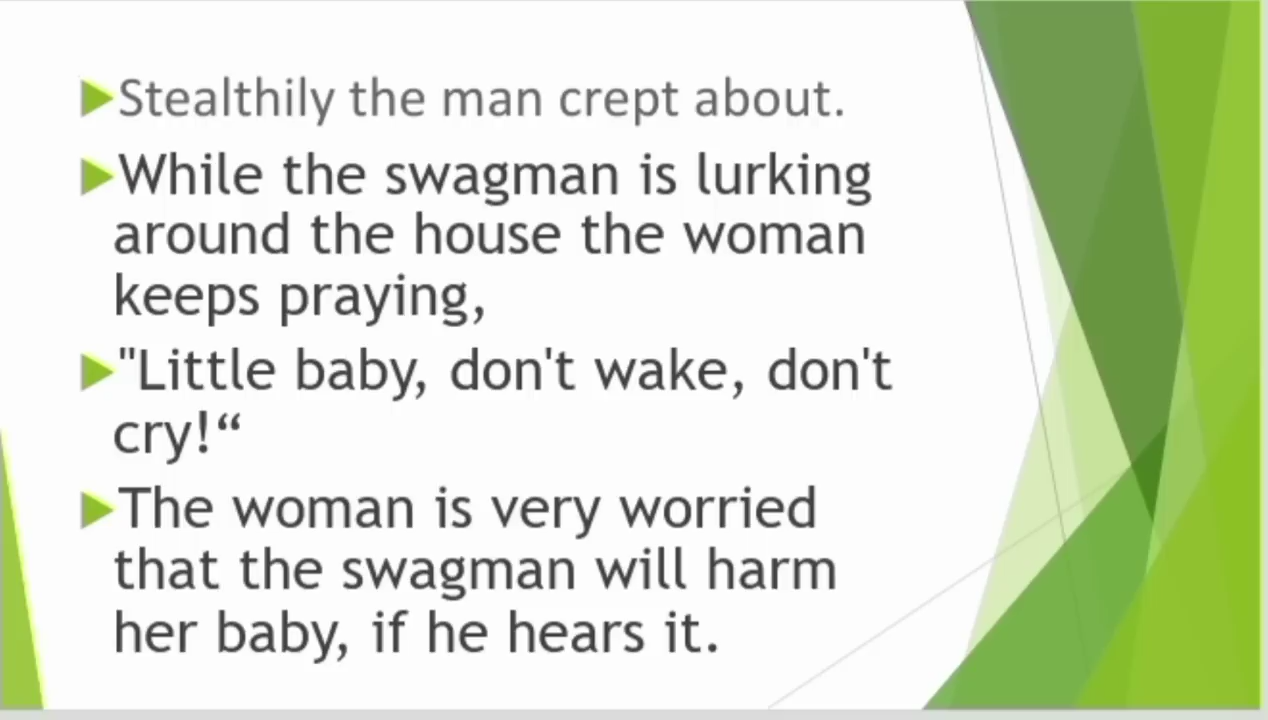 Stealthily the man crept about.
While the swagman is lurking
around the house the woman
keeps praying,
"Little baby, don't wake, don't
cry!“
The woman is very worried
that the swagman will harm
her baby, if he hears it.